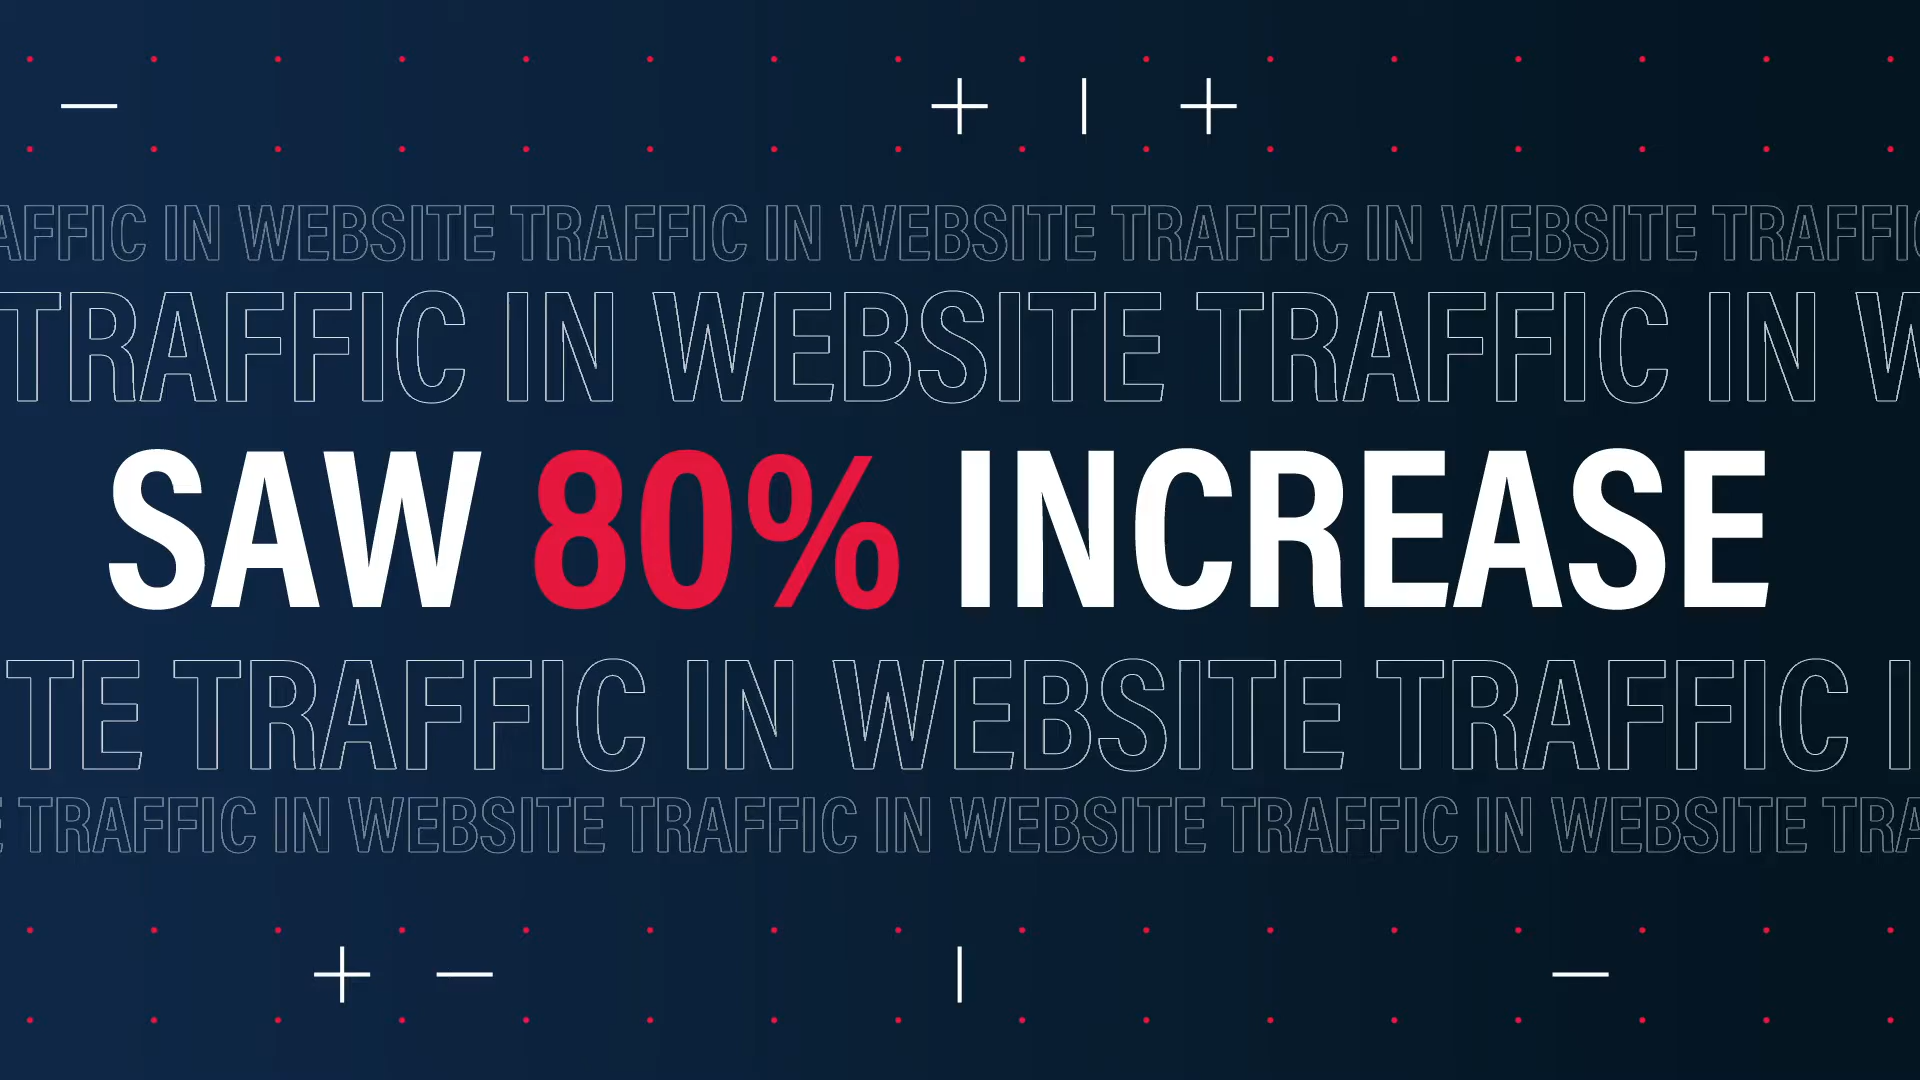 AFFIC IN WEBSITE TRAFFIC IN WEBSITE TRAFFIC IN WEBSITE TRAFFIC
TRAFFIC IN WEBSITE TRAFFIC IN W
SAW 80% INCREASE
TE TRAFFIC IN WEBSITE TRAFFIC I
E TRAFFIC IN WEBSITE TRAFFIC IN WEBSITE TRAFFIC IN WEBSITE TRA